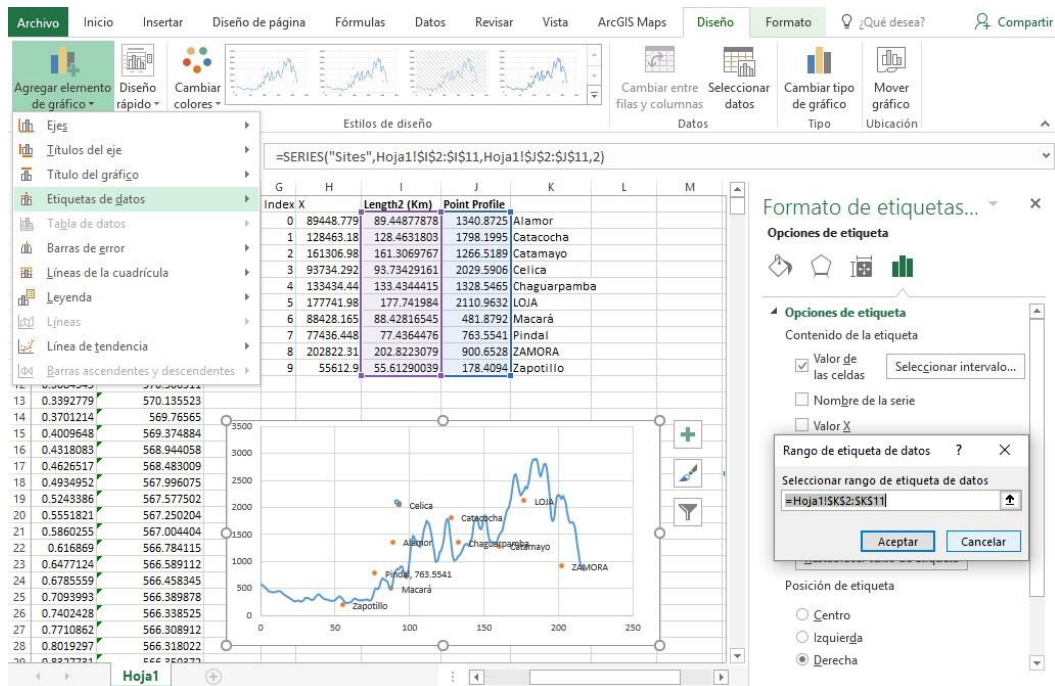 Archivo Inicio Insertar Diseño de página Fórmulas Datos Revisar Vista ArcGIS Maps Diseño Formato ¿Qué desea? Compartir
Agregar elemento de gráfico
Diseño rápido
Cambiar colores
Cambiar entre filas y columnas
Seleccionar datos
Cambiar tipo de gráfico
Mover gráfico
Estilos de diseño Datos Tipo Ubicación
Ejes
Títulos del eje
Título del gráfico
Etiquetas de datos
Tabla de datos
Barras de error
Líneas de la cuadrícula
Leyenda
Líneas
Línea de tendencia
Barras ascendentes y descendentes
=SERIES("Sites",Hoja1!$I$2:$I$11,Hoja1!$J$2:$J$11,2)
G H I J K L M
Index X Length2 (Km) Point Profile
0 89448.779 89.44877878 1340.8725 Alamor
1 128463.18 128.4631803 1798.1995 Catacocha
2 161306.98 161.3069767 1266.5189 Catamayo
3 93734.292 93.73429161 2029.5906 Celica
4 133434.44 133.4344415 1328.5465 Chaguarpamba
5 177741.98 177.741984 2110.9632 LOJA
6 88428.165 88.42816545 481.8792 Macará
7 77436.448 77.4364476 763.5541 Pindal
8 202822.31 202.8223079 900.6528 ZAMORA
9 55612.9 55.61290039 178.4094 Zapotillo
13 0.3392779 570.135523
14 0.3701214 569.76565
15 0.4009648 569.374884
16 0.4318083 568.944058
17 0.4626517 568.483009
18 0.4934952 567.996075
19 0.5243386 567.577502
20 0.5551821 567.250204
21 0.5860255 567.004404
22 0.616869 566.784115
23 0.6477124 566.589112
24 0.6785559 566.458345
25 0.7093993 566.389878
26 0.7402428 566.338525
27 0.7710862 566.308912
28 0.8019297 566.318022
3500
3000
2500
2000
1500
1000
500
0
0 50 100 150 200 250
Celica
LOJA
Catacocha
Alamor
Chaguarpamba
Catamayo
Pindal, 763.5541
ZAMORA
Macará
Zapotillo
Hoja1
Formato de etiquetas...
Opciones de etiqueta
Opciones de etiqueta
Contenido de la etiqueta
Valor de las celdas
Seleccionar intervalo...
Nombre de la serie
Valor X
Rango de etiqueta de datos ?
Seleccionar rango de etiqueta de datos
=Hoja1!$K$2:$K$11
Aceptar Cancelar
Posición de etiqueta
Centro
Izquierda
Derecha